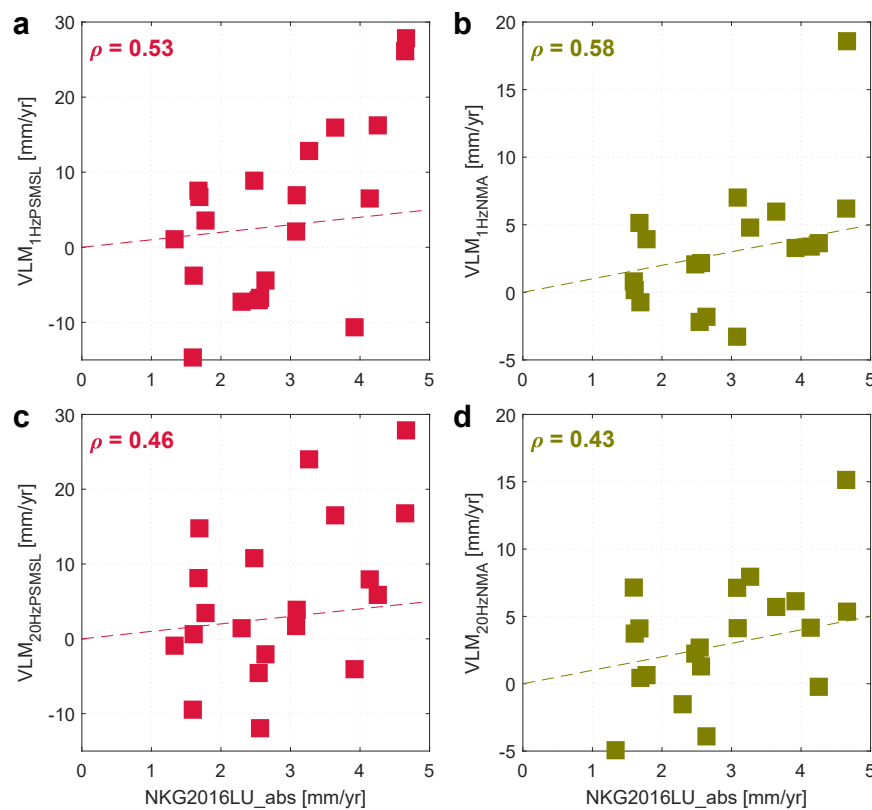 a
ρ = 0.53
VLM1HzPSMSL [mm/yr]
30
20
10
0
-10
0 1 2 3 4 5
b
ρ = 0.58
VLM1HzNMA [mm/yr]
20
15
10
5
0
-5
0 1 2 3 4 5
c
ρ = 0.46
VLM20HzPSMSL [mm/yr]
30
20
10
0
-10
0 1 2 3 4 5
NKG2016LU_abs [mm/yr]
d
ρ = 0.43
VLM20HzNMA [mm/yr]
20
15
10
5
0
-5
0 1 2 3 4 5
NKG2016LU_abs [mm/yr]